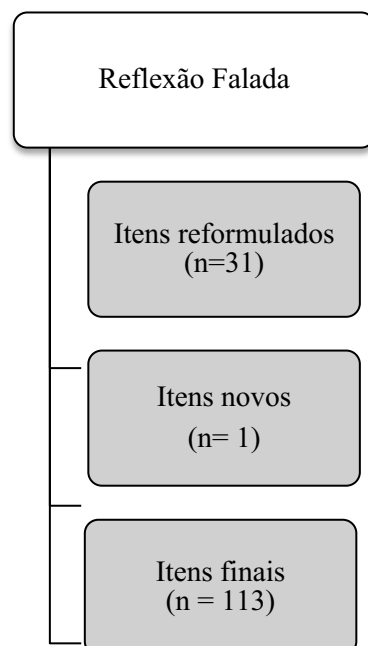 Reflexão Falada
Itens reformulados
(n=31)
Itens novos
(n= 1)
Itens finais
(n = 113)